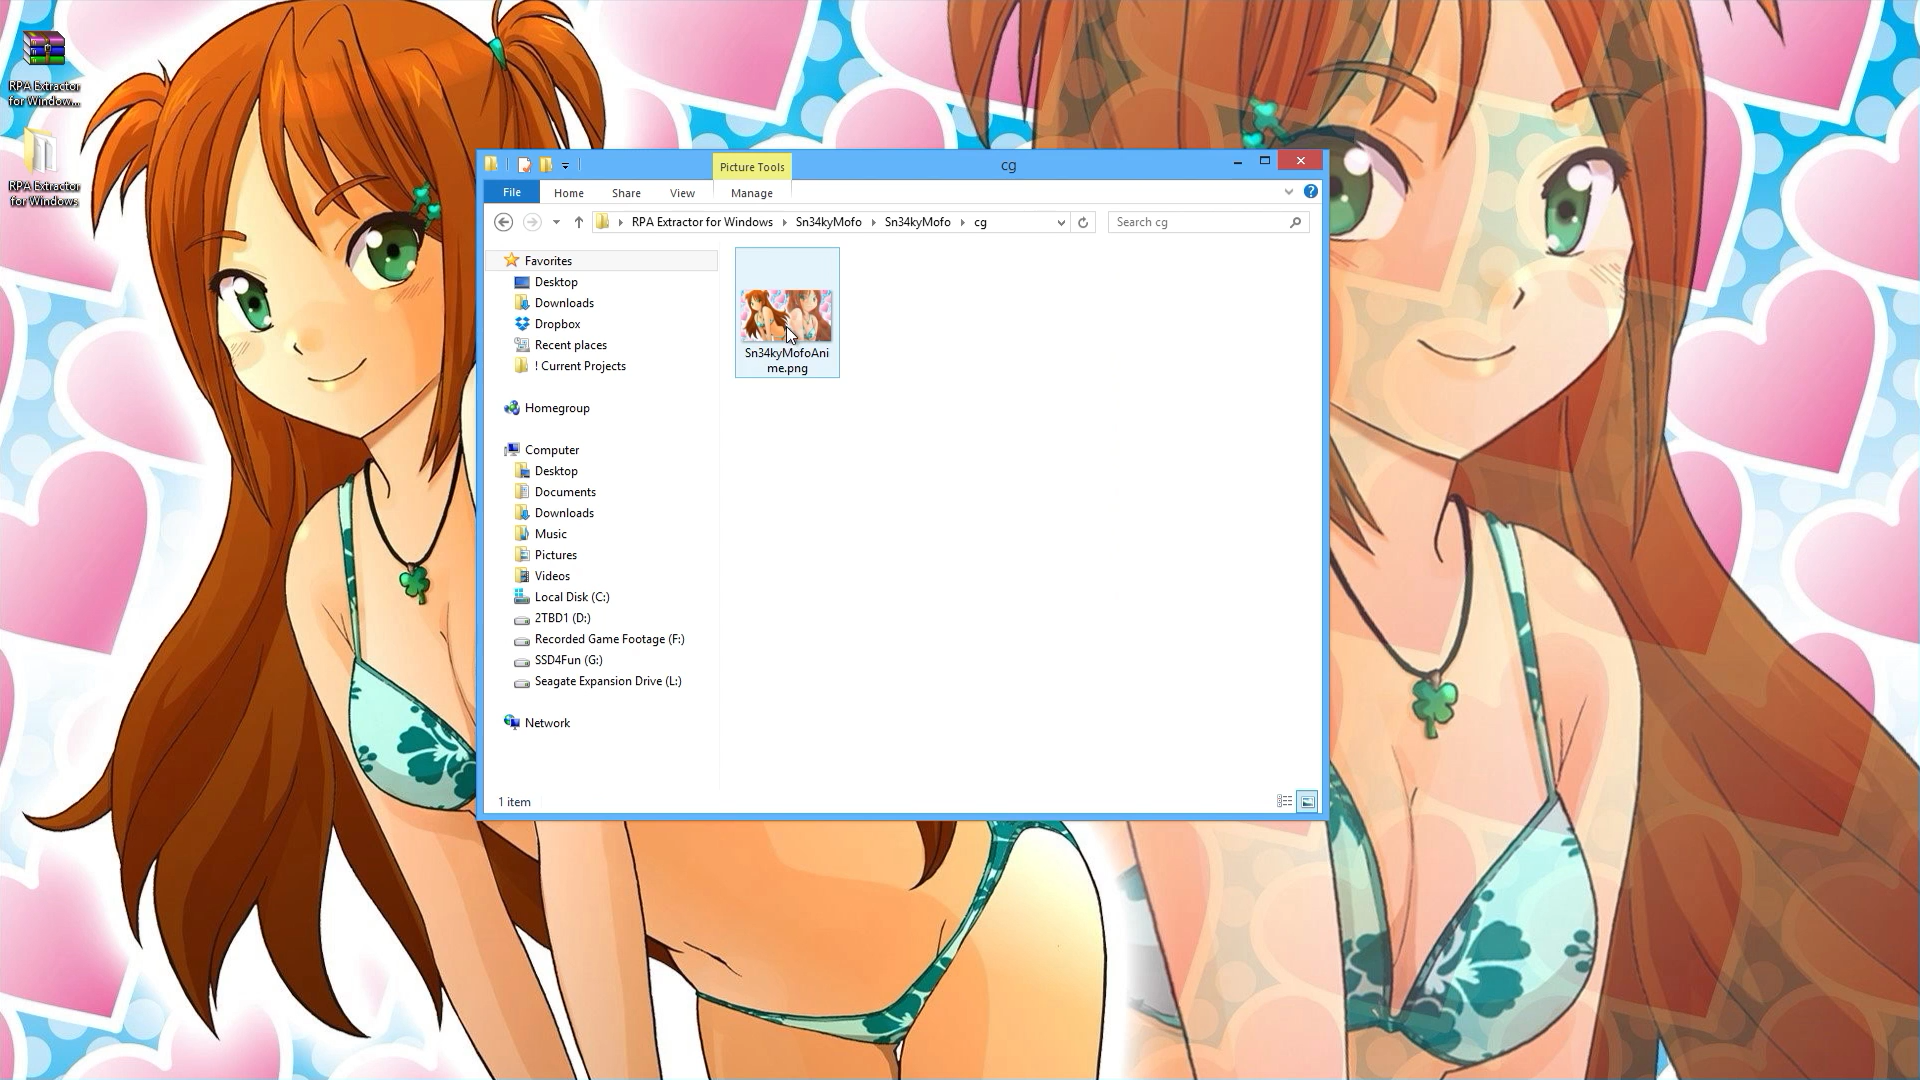 RPA Extractor
for Window...
RPA Extractor
for Windows
Picture Tools
cg
File
Home
Share
View
Manage
RPA Extractor for Windows
Sn34kyMofo
Sn34kyMofo
cg
Search cg
Favorites
Desktop
Downloads
Dropbox
Recent places
! Current Projects
Homegroup
Computer
Desktop
Documents
Downloads
Music
Pictures
Videos
Local Disk (C:)
2TBD1 (D:)
Recorded Game Footage (F:)
SSD4Fun (G:)
Seagate Expansion Drive (L:)
Network
Sn34kyMofoAni
me.png
1 item